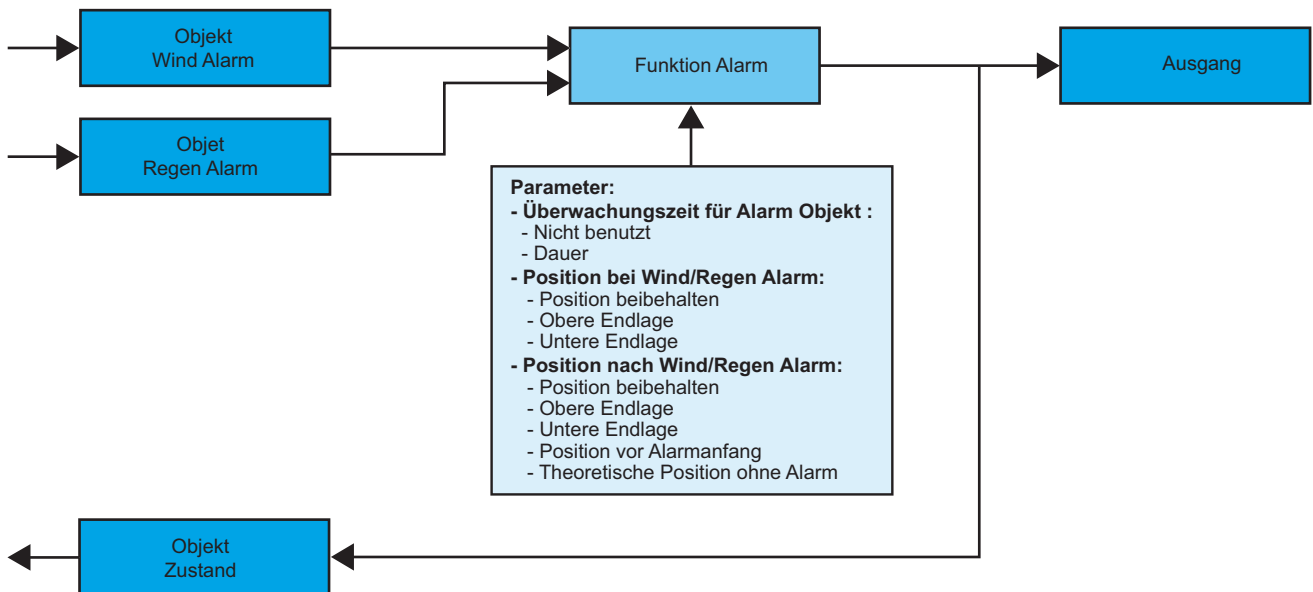 Objekt
Wind Alarm
Funktion Alarm
Ausgang
Objet
Regen Alarm
Parameter:
- Überwachungszeit für Alarm Objekt :
- Nicht benutzt
- Dauer
- Position bei Wind/Regen Alarm:
- Position beibehalten
- Obere Endlage
- Untere Endlage
- Position nach Wind/Regen Alarm:
- Position beibehalten
- Obere Endlage
- Untere Endlage
- Position vor Alarmanfang
- Theoretische Position ohne Alarm
Objekt
Zustand